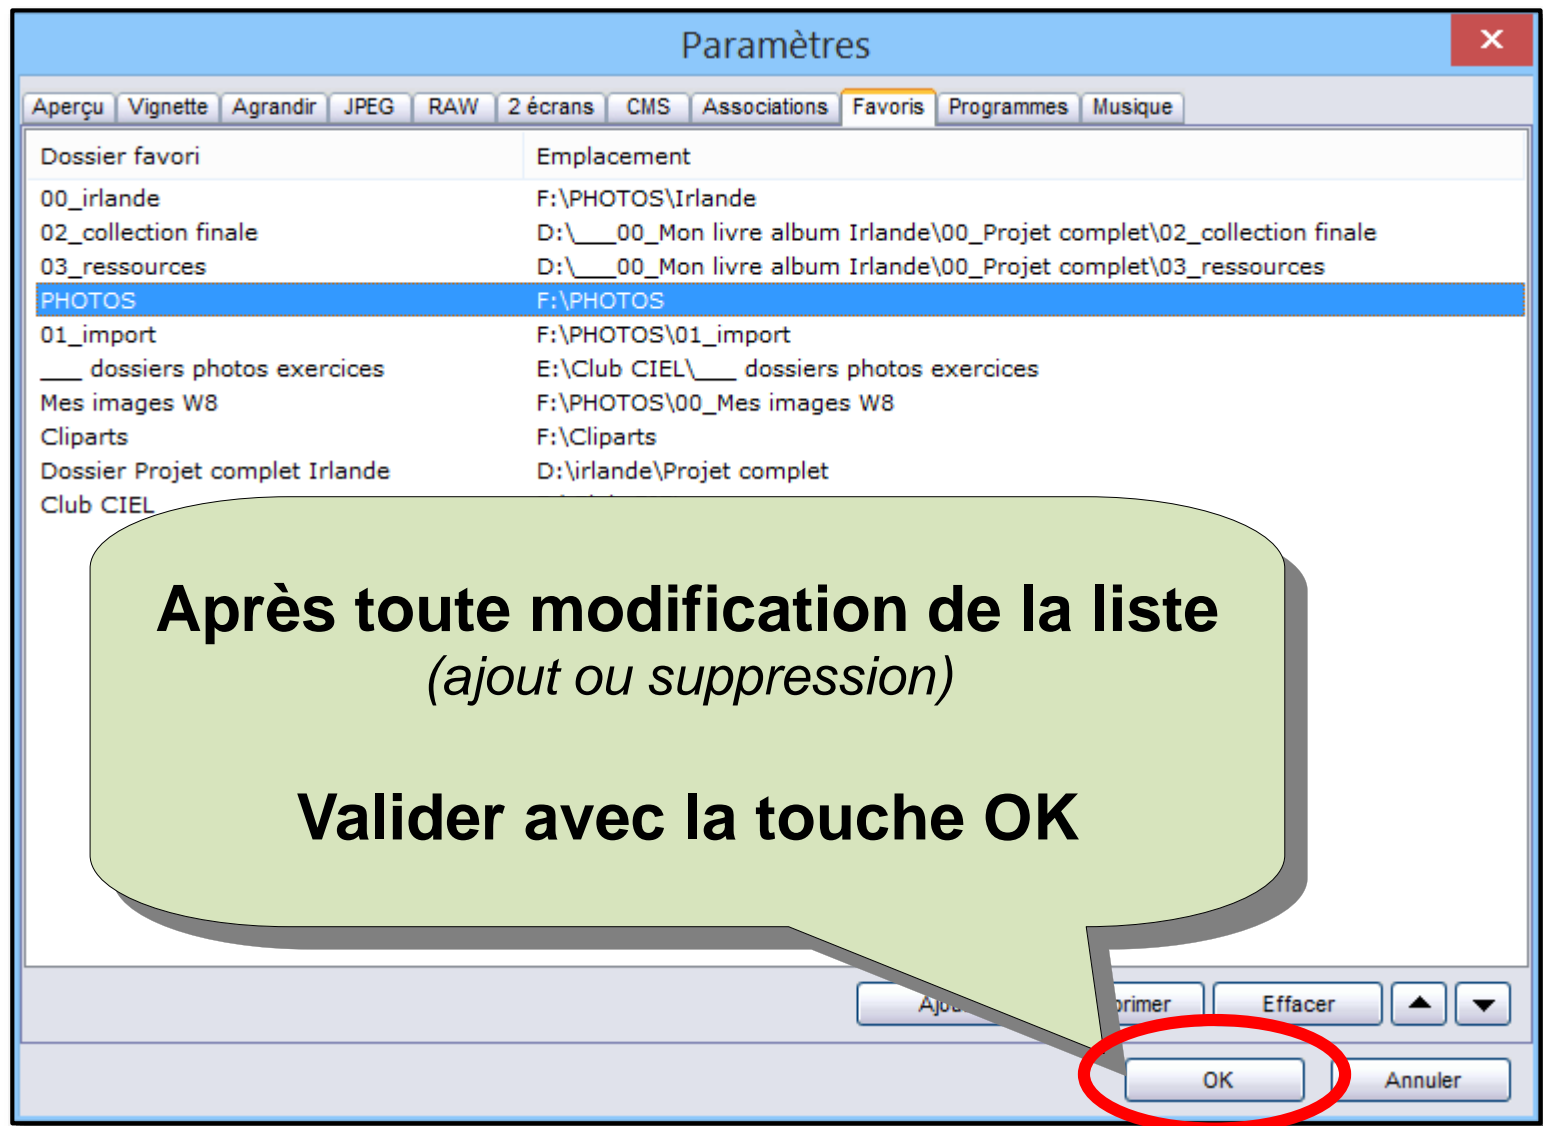 Paramètres
Aperçu Vignette Agrandir JPEG RAW 2 écrans CMS Associations Favoris Programmes Musique
Dossier favori Emplacement
00_irlande F:\PHOTOS\Irlande
02_collection finale D:\___00_Mon livre album Irlande\00_Projet complet\02_collection finale
03_ressources D:\___00_Mon livre album Irlande\00_Projet complet\03_ressources
PHOTOS F:\PHOTOS
01_import F:\PHOTOS\01_import
___ dossiers photos exercices E:\Club CIEL\___ dossiers photos exercices
Mes images W8 F:\PHOTOS\00_Mes images W8
Cliparts F:\Cliparts
Dossier Projet complet Irlande D:\irlande\Projet complet
Club CIEL
Après toute modification de la liste
(ajout ou suppression)
Valider avec la touche OK
Effacer
OK Annuler